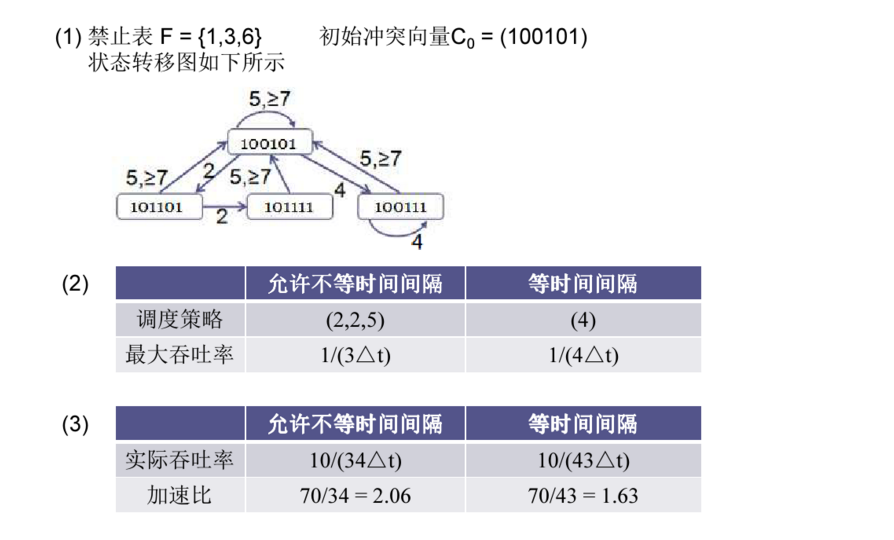 (1) 禁止表 F = {1,3,6} 初始冲突向量C₀ = (100101)
状态转移图如下所示
5,≥7
100101
5,≥7
5,≥7 2 5,≥7
4
101101 101111 100111
2
4
(2) 允许不等时间间隔 等时间间隔
调度策略 (2,2,5) (4)
最大吞吐率 1/(3△t) 1/(4△t)
(3) 允许不等时间间隔 等时间间隔
实际吞吐率 10/(34△t) 10/(43△t)
加速比 70/34 = 2.06 70/43 = 1.63